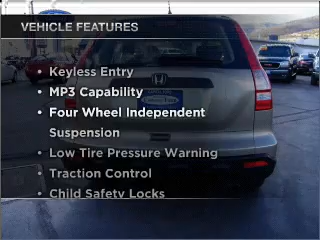 VEHICLE FEATURES
• Keyless Entry
• MP3 Capability
• Four Wheel Independent
Suspension
• Low Tire Pressure Warning
• Traction Control
• Child Safety Locks